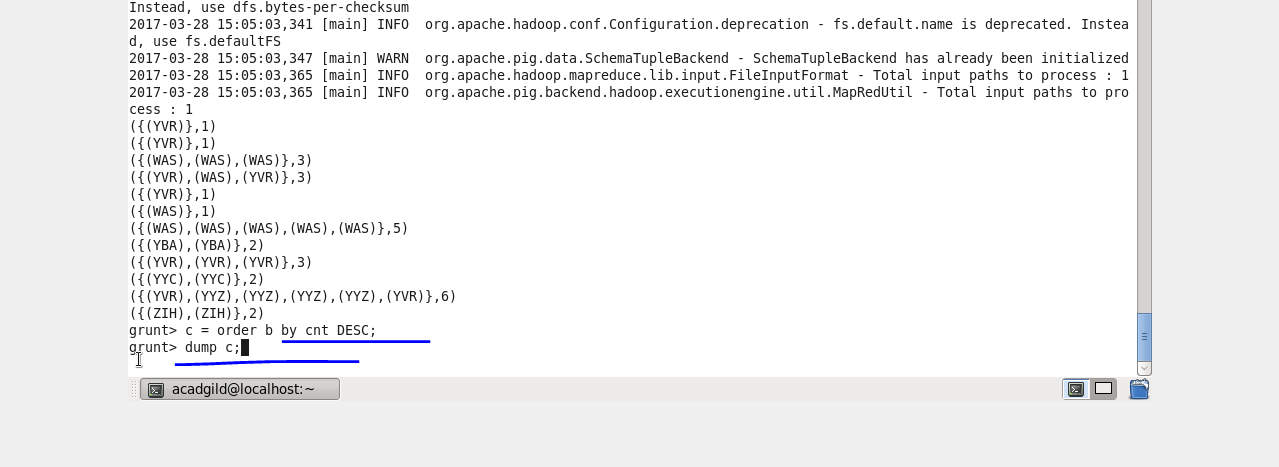 Instead, use dfs.bytes-per-checksum
2017-03-28 15:05:03,341 [main] INFO  org.apache.hadoop.conf.Configuration.deprecation - fs.default.name is deprecated. Instea
d, use fs.defaultFS
2017-03-28 15:05:03,347 [main] WARN  org.apache.pig.data.SchemaTupleBackend - SchemaTupleBackend has already been initialized
2017-03-28 15:05:03,365 [main] INFO  org.apache.hadoop.mapreduce.lib.input.FileInputFormat - Total input paths to process : 1
2017-03-28 15:05:03,365 [main] INFO  org.apache.pig.backend.hadoop.executionengine.util.MapRedUtil - Total input paths to pro
cess : 1
({(YVR)},1)
({(YVR)},1)
({(WAS),(WAS),(WAS)},3)
({(YVR),(WAS),(YVR)},3)
({(YVR)},1)
({(WAS)},1)
({(WAS),(WAS),(WAS),(WAS),(WAS)},5)
({(YBA),(YBA)},2)
({(YVR),(YVR),(YVR)},3)
({(YYC),(YYC)},2)
({(YVR),(YYZ),(YYZ),(YYZ),(YYZ),(YVR)},6)
({(ZIH),(ZIH)},2)
grunt> c = order b by cnt DESC;
grunt> dump c;
acadgild@localhost:~